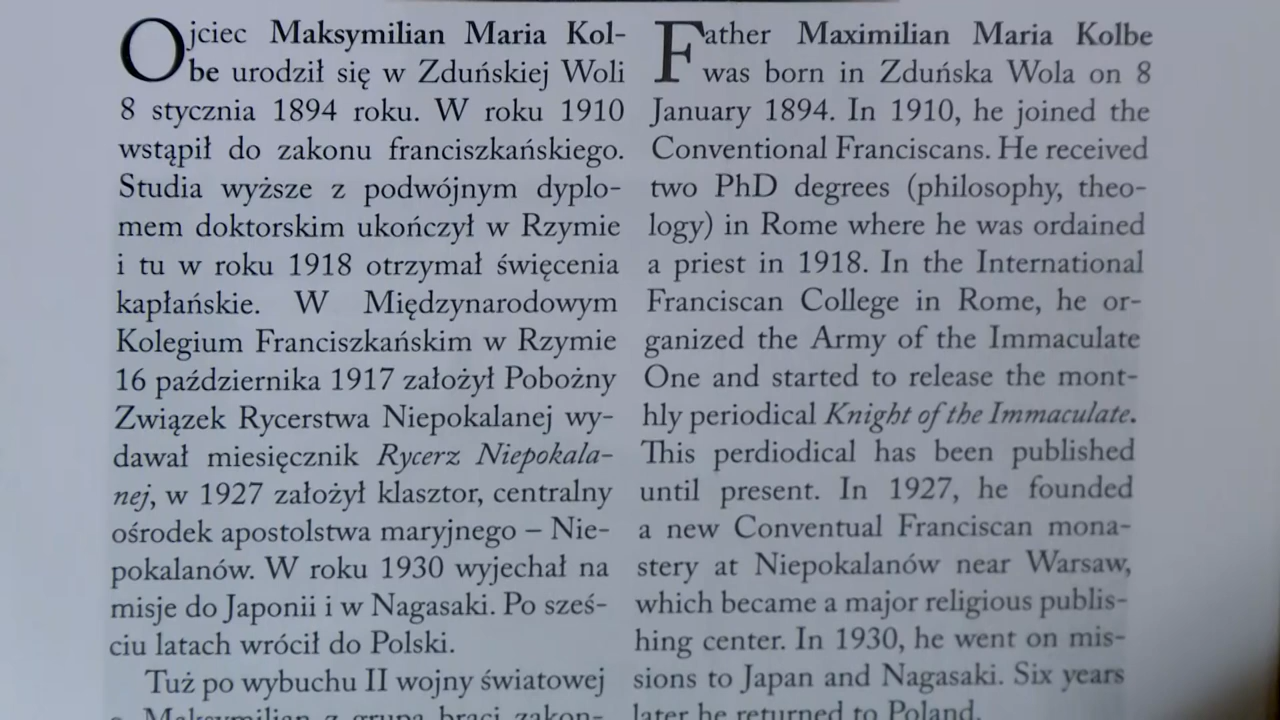 Ojciec Maksymilian Maria Kol-
be urodził się w Zduńskiej Woli
8 stycznia 1894 roku. W roku 1910
wstąpił do zakonu franciszkańskiego.
Studia wyższe z podwójnym dyplo-
mem doktorskim ukończył w Rzymie
i tu w roku 1918 otrzymał święcenia
kapłańskie. W Międzynarodowym
Kolegium Franciszkańskim w Rzymie
16 października 1917 założył Pobożny
Związek Rycerstwa Niepokalanej wy-
dawał miesięcznik Rycerz Niepokala-
nej, w 1927 założył klasztor, centralny
ośrodek apostolstwa maryjnego – Nie-
pokalanów. W roku 1930 wyjechał na
misje do Japonii i w Nagasaki. Po sześ-
ciu latach wrócił do Polski.
Tuż po wybuchu II wojny światowej
o. Maksymilian z grupą braci zakon-
Father Maximilian Maria Kolbe
was born in Zduńska Wola on 8
January 1894. In 1910, he joined the
Conventional Franciscans. He received
two PhD degrees (philosophy, theo-
logy) in Rome where he was ordained
a priest in 1918. In the International
Franciscan College in Rome, he or-
ganized the Army of the Immaculate
One and started to release the mont-
hly periodical Knight of the Immaculate.
This perdiodical has been published
until present. In 1927, he founded
a new Conventual Franciscan mona-
stery at Niepokalanów near Warsaw,
which became a major religious publis-
hing center. In 1930, he went on mis-
sions to Japan and Nagasaki. Six years
later he returned to Poland.